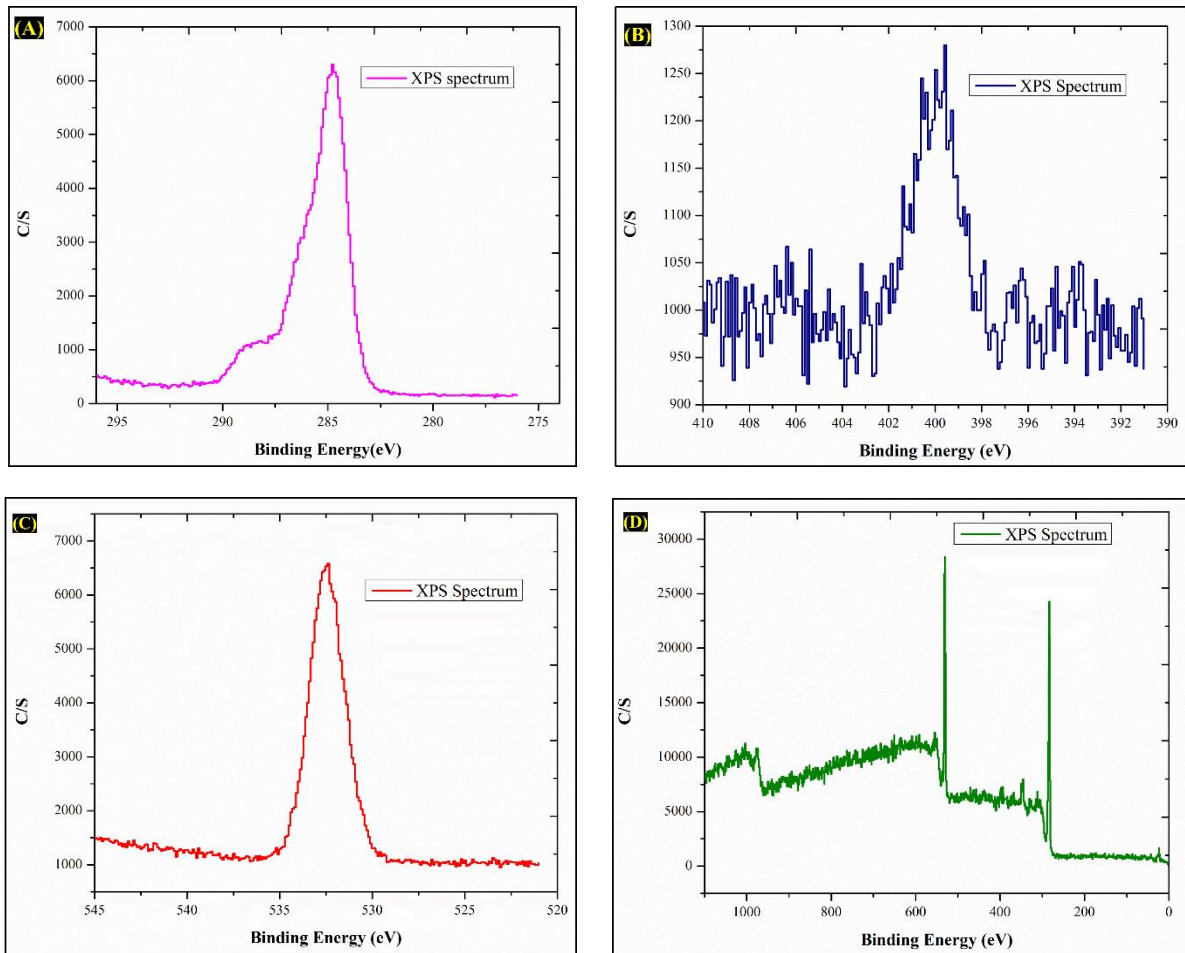 (A)
7000
6000
5000
4000
3000
2000
1000
0
C/S
XPS spectrum
295 290 285 280 275
Binding Energy(eV)
(B)
1300
1250
1200
1150
1100
1050
1000
950
900
C/S
XPS Spectrum
410 408 406 404 402 400 398 396 394 392 390
Binding Energy (eV)
(C)
7000
6000
5000
4000
3000
2000
1000
C/S
XPS Spectrum
545 540 535 530 525 520
Binding Energy (eV)
(D)
30000
25000
20000
15000
10000
5000
0
C/S
XPS Spectrum
1000 800 600 400 200 0
Binding Energy (eV)